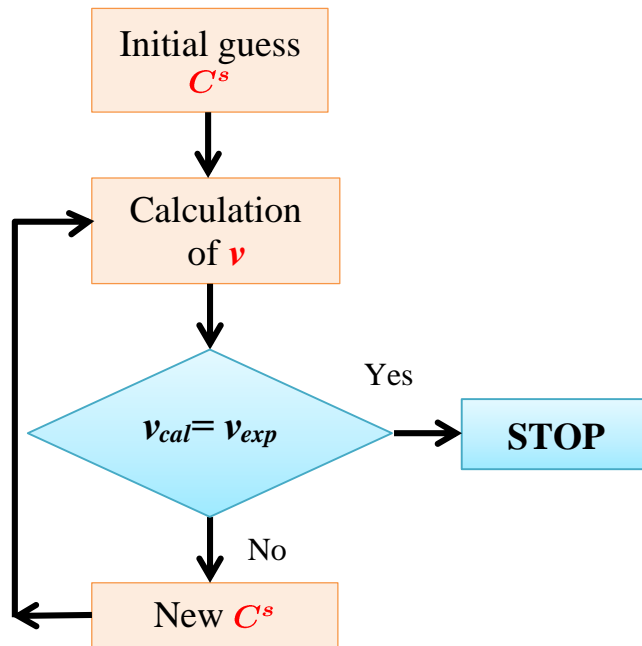 Initial guess
C^s
Calculation
of v
v_cal= v_exp
Yes
STOP
No
New C^s